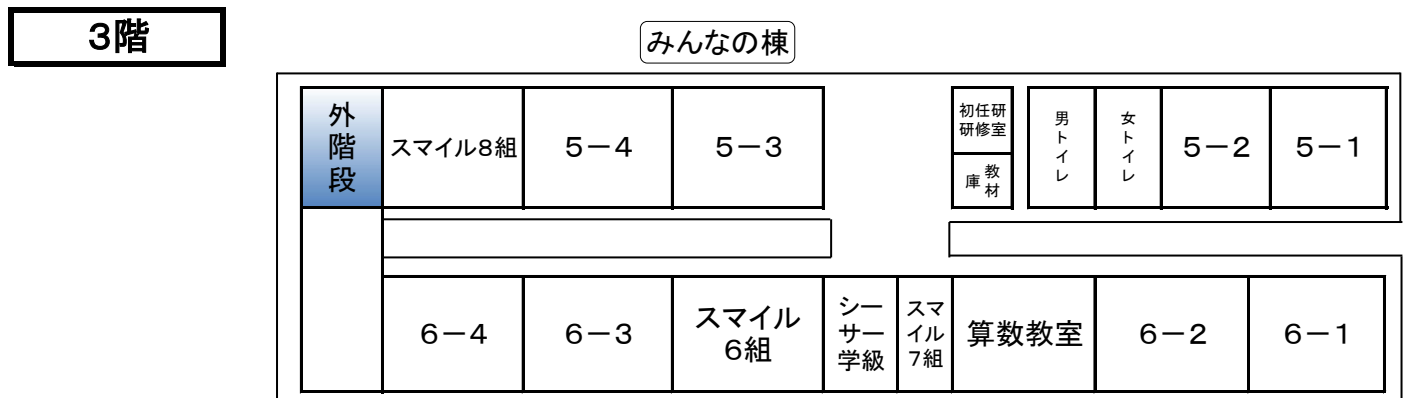 3階
みんなの棟
外階段
スマイル8組
5－4
5－3
初任研
研修室
教材
庫
男トイレ
女トイレ
5－2
5－1
6－4
6－3
スマイル
6組
シー
サー
学級
スマ
イル
7組
算数教室
6－2
6－1